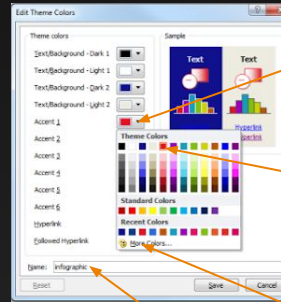 Edit Theme Colors
Theme colors
Sample
Text/Background - Dark 1
Text/Background - Light 1
Text/Background - Dark 2
Text/Background - Light 2
Accent 1
Accent 2
Accent 3
Accent 4
Accent 5
Accent 6
Hyperlink
Followed Hyperlink
Text
Text
Hyperlink
Hyperlink
Theme Colors
Standard Colors
Recent Colors
More Colors...
Name: infographic
Reset
Save
Cancel